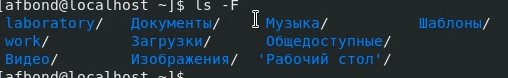 [afbond@localhost ~]$ ls -F
laboratory/ Документы/ Музыка/ Шаблоны/
work/ Загрузки/ Общедоступные/
Видео/ Изображения/ 'Рабочий стол'/
[afbond@localhost ~]$